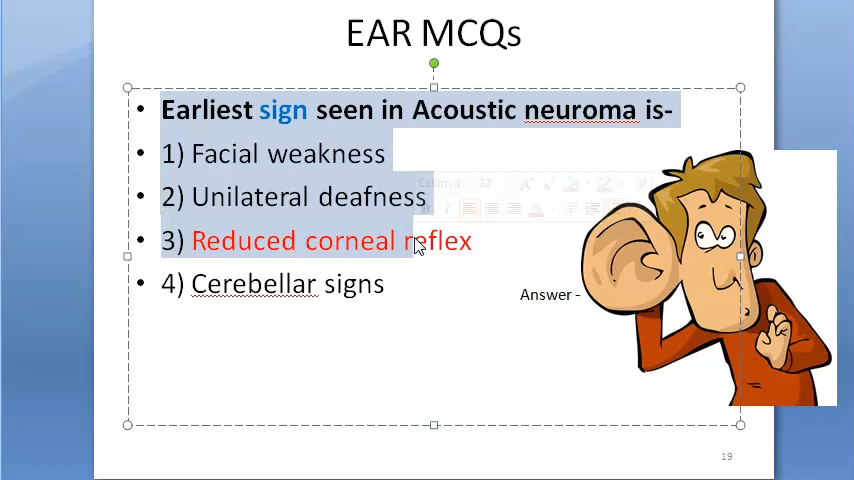 EAR MCQs
• Earliest sign seen in Acoustic neuroma is-
• 1) Facial weakness
• 2) Unilateral deafness
• 3) Reduced corneal reflex
• 4) Cerebellar signs
Answer -
19